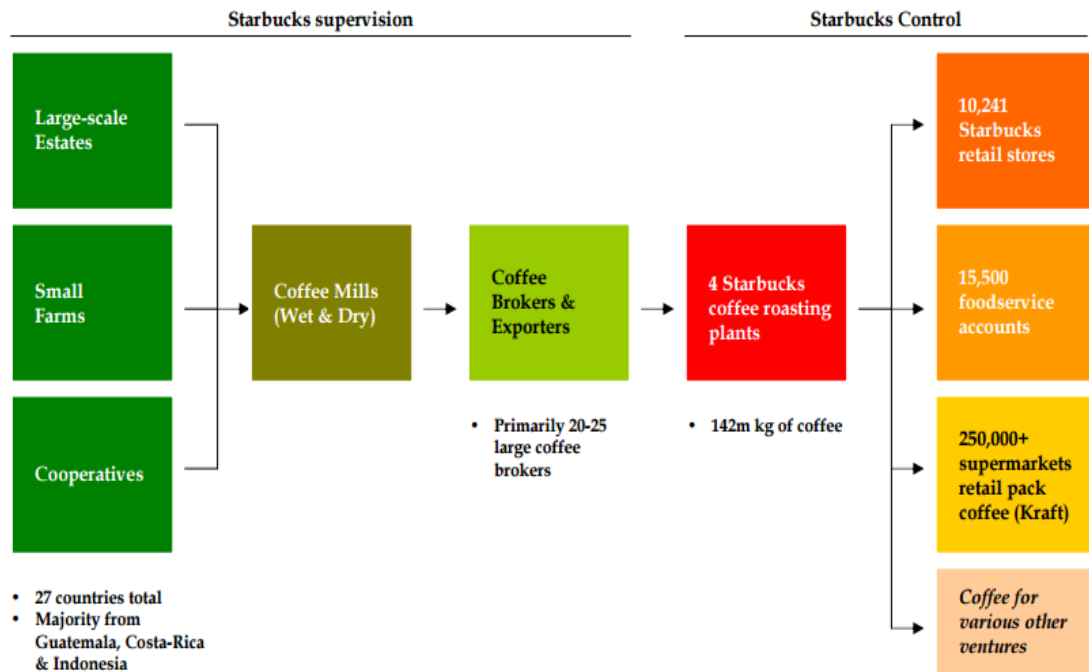 Starbucks supervision
Starbucks Control
Large-scale
Estates
Small
Farms
Cooperatives
• 27 countries total
• Majority from
Guatemala, Costa-Rica
& Indonesia
Coffee Mills
(Wet & Dry)
Coffee
Brokers &
Exporters
• Primarily 20-25
large coffee
brokers
4 Starbucks
coffee roasting
plants
• 142m kg of coffee
10,241
Starbucks
retail stores
15,500
foodservice
accounts
250,000+
supermarkets
retail pack
coffee (Kraft)
Coffee for
various other
ventures